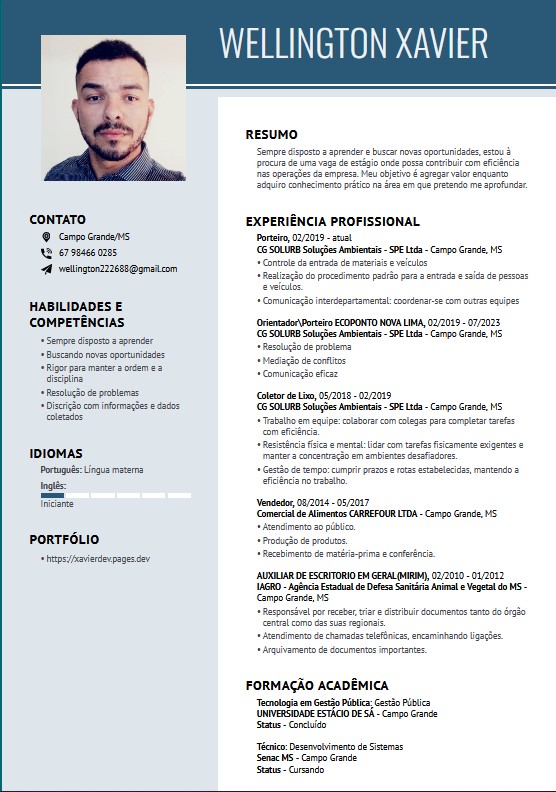 WELLINGTON XAVIER
CONTATO
Campo Grande/MS
67 98466 0285
wellington222688@gmail.com
HABILIDADES E
COMPETÊNCIAS
• Sempre disposto a aprender
• Buscando novas oportunidades
• Rigor para manter a ordem e a
disciplina
• Resolução de problemas
• Discrição com informações e dados
coletados
IDIOMAS
Português: Língua materna
Inglês:
Iniciante
PORTFÓLIO
• https://xavierdev.pages.dev
RESUMO
Sempre disposto a aprender e buscar novas oportunidades, estou à
procura de uma vaga de estágio onde possa contribuir com eficiência
nas operações da empresa. Meu objetivo é agregar valor enquanto
adquiro conhecimento prático na área em que pretendo me aprofundar.
EXPERIÊNCIA PROFISSIONAL
Porteiro, 02/2019 - atual
CG SOLURB Soluções Ambientais - SPE Ltda - Campo Grande, MS
• Controle da entrada de materiais e veículos
• Realização do procedimento padrão para a entrada e saída de pessoas
e veículos.
• Comunicação interdepartamental: coordenar-se com outras equipes
Orientador\Porteiro ECOPONTO NOVA LIMA, 02/2019 - 07/2023
CG SOLURB Soluções Ambientais - SPE Ltda - Campo Grande, MS
• Resolução de problema
• Mediação de conflitos
• Comunicação eficaz
Coletor de Lixo, 05/2018 - 02/2019
CG SOLURB Soluções Ambientais - SPE Ltda - Campo Grande, MS
• Trabalho em equipe: colaborar com colegas para completar tarefas
com eficiência.
• Resistência física e mental: lidar com tarefas fisicamente exigentes e
manter a concentração em ambientes desafiadores.
• Gestão de tempo: cumprir prazos e rotas estabelecidas, mantendo a
eficiência no trabalho.
Vendedor, 08/2014 - 05/2017
Comercial de Alimentos CARREFOUR LTDA - Campo Grande, MS
• Atendimento ao público.
• Produção de produtos.
• Recebimento de matéria-prima e conferência.
AUXILIAR DE ESCRITORIO EM GERAL(MIRIM), 02/2010 - 01/2012
IAGRO - Agência Estadual de Defesa Sanitária Animal e Vegetal do MS -
Campo Grande, MS
• Responsável por receber, triar e distribuir documentos tanto do órgão
central como das suas regionais.
• Atendimento de chamadas telefônicas, encaminhando ligações.
• Arquivamento de documentos importantes.
FORMAÇÃO ACADÊMICA
Tecnologia em Gestão Pública: Gestão Pública
UNIVERSIDADE ESTÁCIO DE SÁ - Campo Grande
Status - Concluído
Técnico: Desenvolvimento de Sistemas
Senac MS - Campo Grande
Status - Cursando